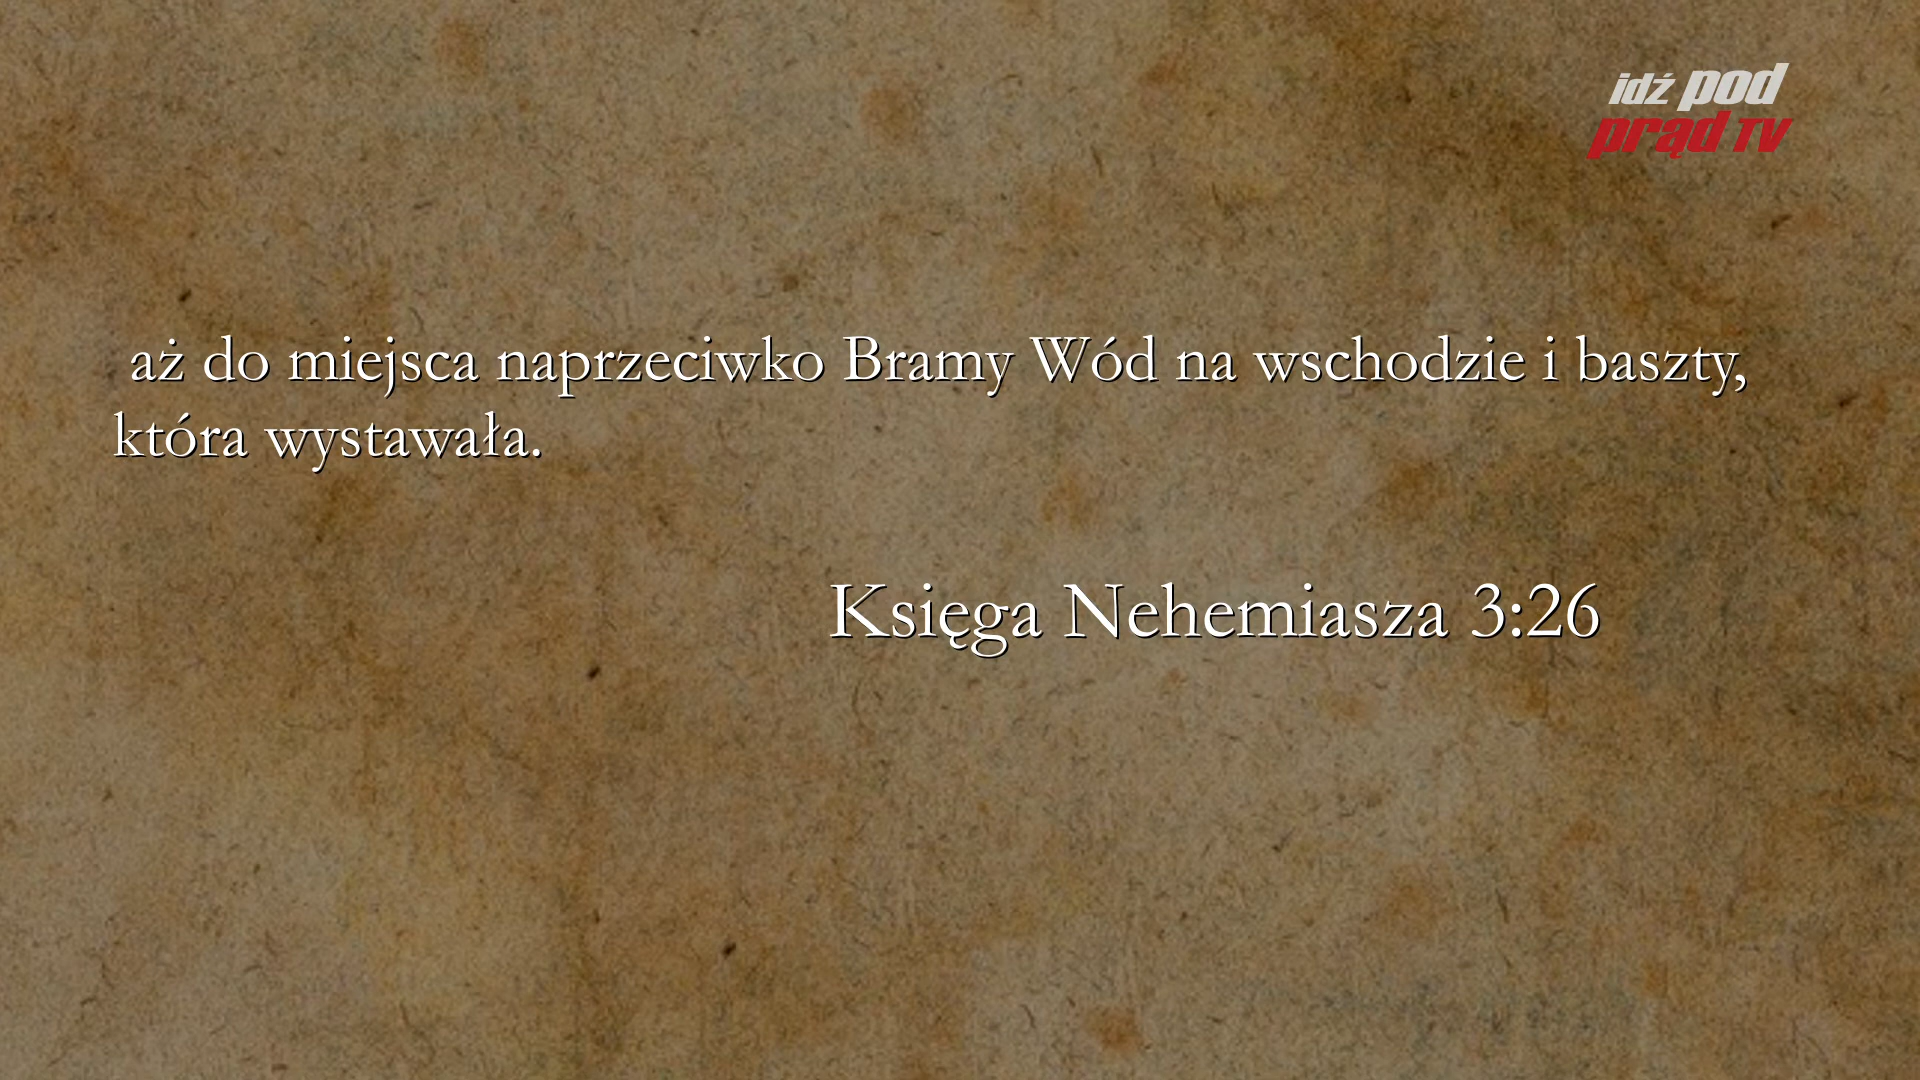 idź pod
prąd TV
aż do miejsca naprzeciwko Bramy Wód na wschodzie i baszty,
która wystawała.
Księga Nehemiasza 3:26